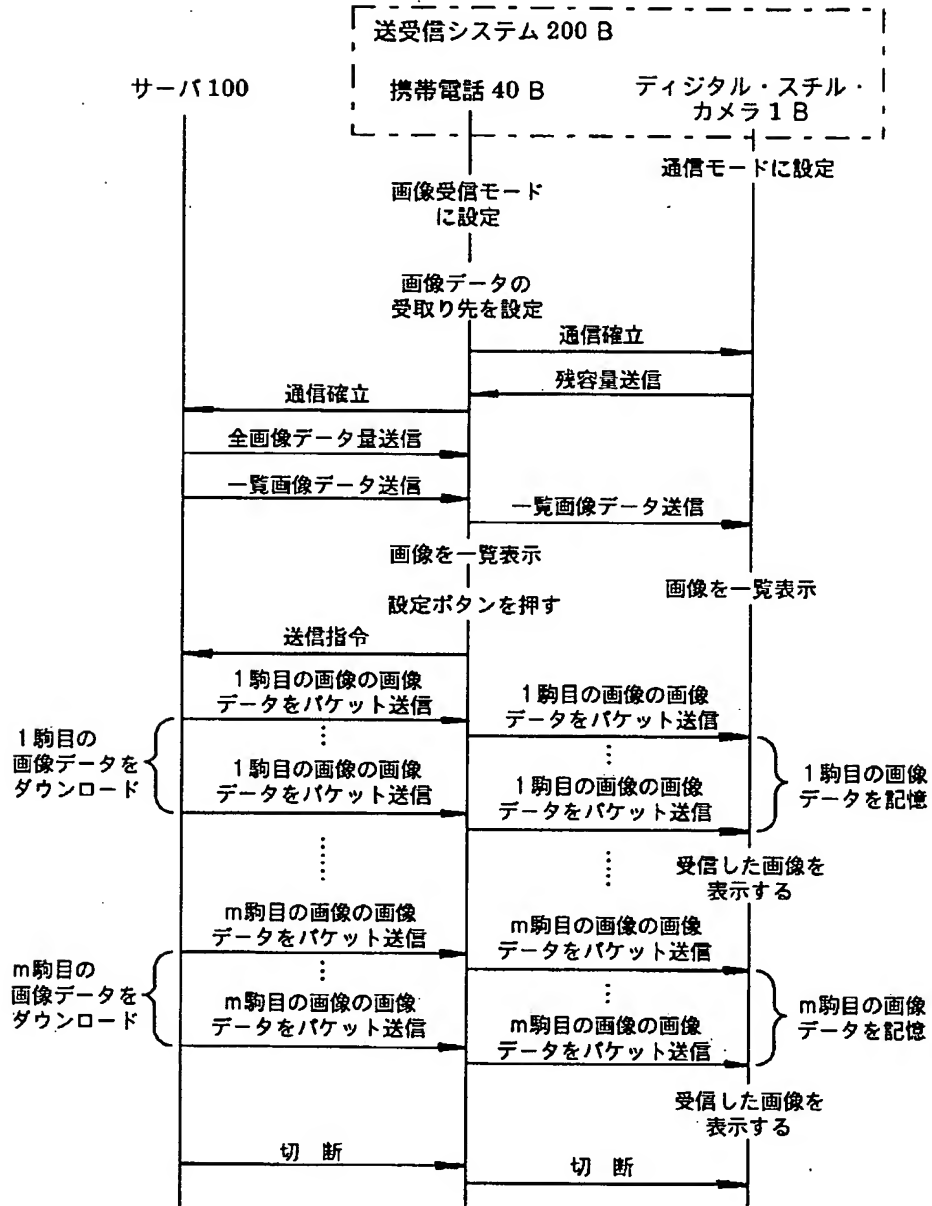 送受信システム 200 B
サーバ 100
携帯電話 40 B
ディジタル・スチル・
カメラ 1 B
通信モードに設定
画像受信モード
に設定
画像データの
受取り先を設定
通信確立
残容量送信
通信確立
全画像データ量送信
一覧画像データ送信
一覧画像データ送信
画像を一覧表示
画像を一覧表示
設定ボタンを押す
送信指令
1駒目の画像の画像
データをパケット送信
1駒目の画像の画像
データをパケット送信
1駒目の
画像データを
ダウンロード
1駒目の画像の画像
データをパケット送信
1駒目の画像の画像
データをパケット送信
1駒目の画像
データを記憶
受信した画像を
表示する
m駒目の画像の画像
データをパケット送信
m駒目の画像の画像
データをパケット送信
m駒目の
画像データを
ダウンロード
m駒目の画像の画像
データをパケット送信
m駒目の画像の画像
データをパケット送信
m駒目の画像
データを記憶
受信した画像を
表示する
切 断
切 断